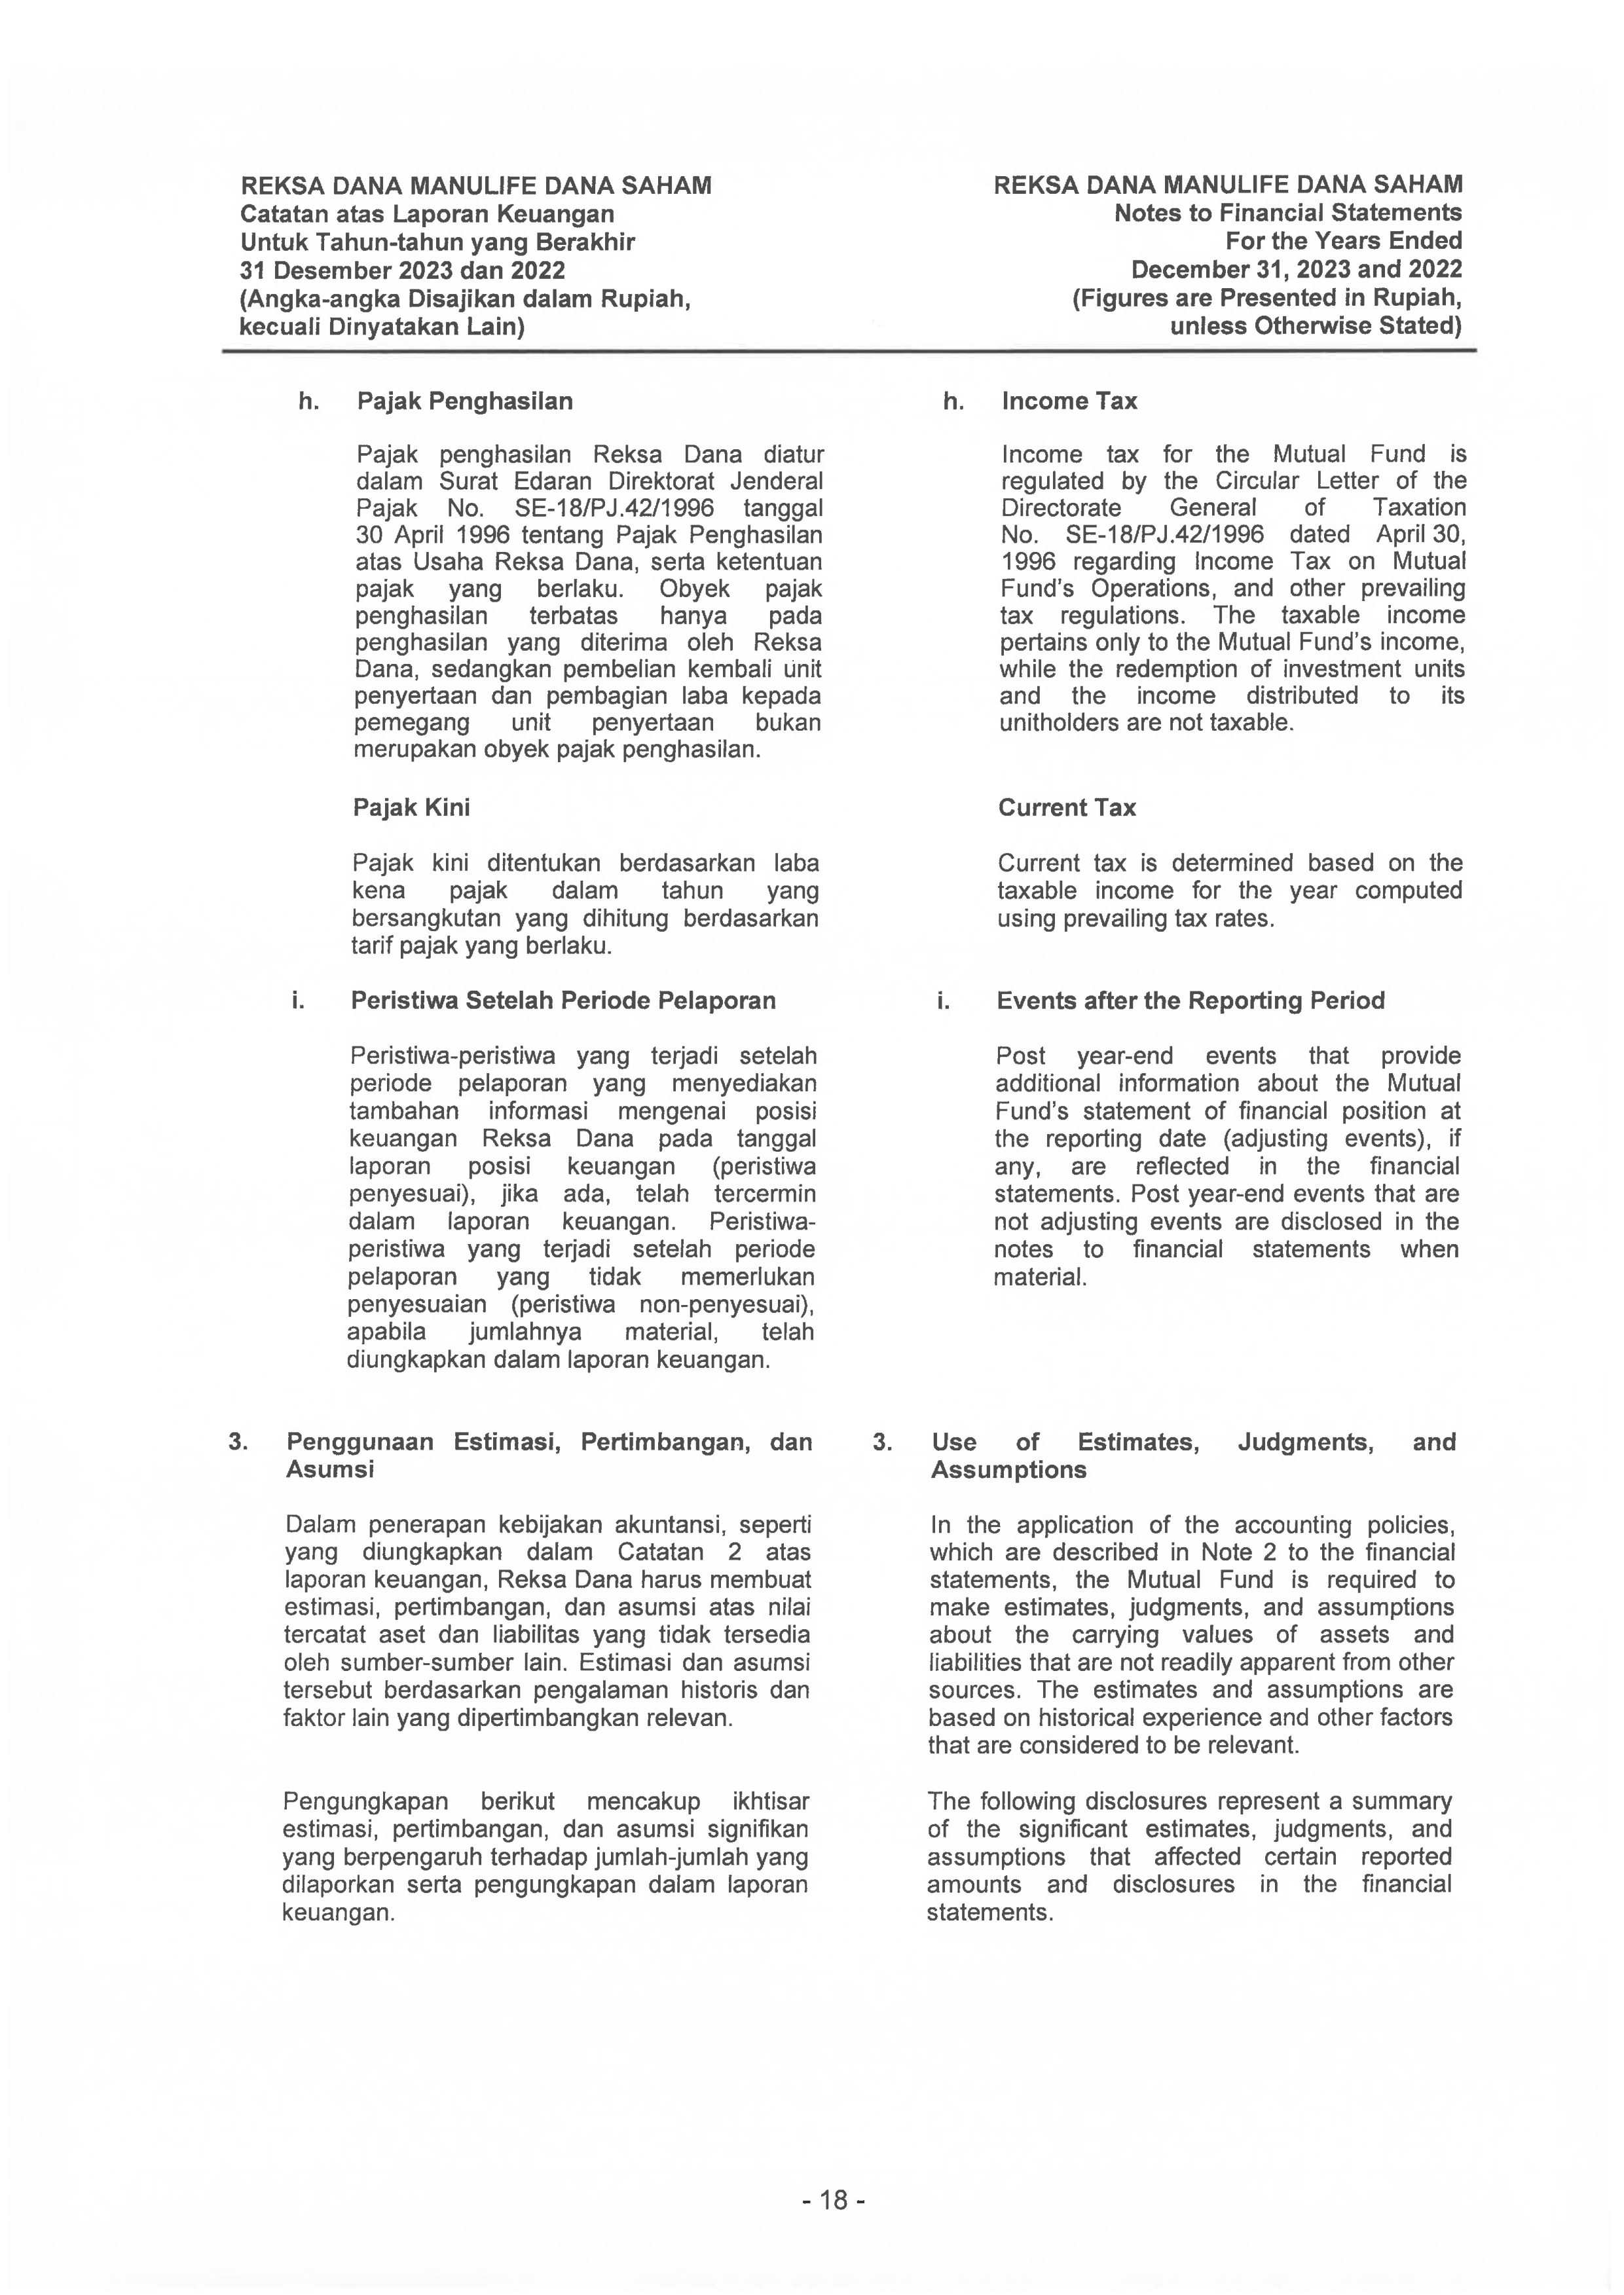 REKSA DANA MANULIFE DANA SAHAM
Catatan atas Laporan Keuangan
Untuk Tahun-tahun yang Berakhir
31 Desember 2023 dan 2022
(Angka-angka Disajikan dalam Rupiah,
kecuali Dinyatakan Lain)
REKSA DANA MANULIFE DANA SAHAM
Notes to Financial Statements
For the Years Ended
December 31, 2023 and 2022
(Figures are Presented in Rupiah,
unless Otherwise Stated)
h. Pajak Penghasilan
Pajak penghasilan Reksa Dana diatur
dalam Surat Edaran Direktorat Jenderal
Pajak No. SE-18/PJ.42/1996 tanggal
30 April 1996 tentang Pajak Penghasilan
atas Usaha Reksa Dana, serta ketentuan
pajak yang berlaku. Obyek pajak
penghasilan terbatas hanya pada
penghasilan yang diterima oleh Reksa
Dana, sedangkan pembelian kembali unit
penyertaan dan pembagian laba kepada
pemegang unit penyertaan bukan
merupakan obyek pajak penghasilan.
Pajak Kini
Pajak kini ditentukan berdasarkan laba
kena pajak dalam tahun yang
bersangkutan yang dihitung berdasarkan
tarif pajak yang berlaku.
i. Peristiwa Setelah Periode Pelaporan
Peristiwa-peristiwa yang terjadi setelah
periode pelaporan yang menyediakan
tambahan informasi mengenai posisi
keuangan Reksa Dana pada tanggal
laporan posisi keuangan (peristiwa
penyesuai), jika ada, telah tercermin
dalam laporan keuangan. Peristiwa-
peristiwa yang terjadi setelah periode
pelaporan yang tidak memerlukan
penyesuaian (peristiwa non-penyesuai),
apabila jumlahnya material, telah
diungkapkan dalam laporan keuangan.
3. Penggunaan Estimasi, Pertimbangan, dan
Asumsi
Dalam penerapan kebijakan akuntansi, seperti
yang diungkapkan dalam Catatan 2 atas
laporan keuangan, Reksa Dana harus membuat
estimasi, pertimbangan, dan asumsi atas nilai
tercatat aset dan liabilitas yang tidak tersedia
oleh sumber-sumber lain. Estimasi dan asumsi
tersebut berdasarkan pengalaman historis dan
faktor lain yang dipertimbangkan relevan.
Pengungkapan berikut mencakup ikhtisar
estimasi, pertimbangan, dan asumsi signifikan
yang berpengaruh terhadap jumlah-jumlah yang
dilaporkan serta pengungkapan dalam laporan
keuangan.
h. Income Tax
Income tax for the Mutual Fund is
regulated by the Circular Letter of the
Directorate General of Taxation
No. SE-18/PJ.42/1996 dated April 30,
1996 regarding Income Tax on Mutual
Fund's Operations, and other prevailing
tax regulations. The taxable income
pertains only to the Mutual Fund's income,
while the redemption of investment units
and the income distributed to its
unitholders are not taxable.
Current Tax
Current tax is determined based on the
taxable income for the year computed
using prevailing tax rates.
i. Events after the Reporting Period
Post year-end events that provide
additional information about the Mutual
Fund's statement of financial position at
the reporting date (adjusting events), if
any, are reflected in the financial
statements. Post year-end events that are
not adjusting events are disclosed in the
notes to financial statements when
material.
3. Use of Estimates, Judgments, and
Assumptions
In the application of the accounting policies,
which are described in Note 2 to the financial
statements, the Mutual Fund is required to
make estimates, judgments, and assumptions
about the carrying values of assets and
liabilities that are not readily apparent from other
sources. The estimates and assumptions are
based on historical experience and other factors
that are considered to be relevant.
The following disclosures represent a summary
of the significant estimates, judgments, and
assumptions that affected certain reported
amounts and disclosures in the financial
statements.
- 18 -